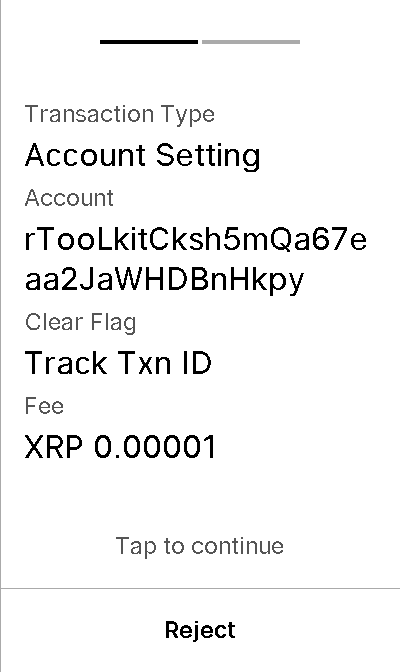 Transaction Type
Account Setting
Account
rTooLkitCksh5mQa67e
aa2JaWHDBnHkpy
Clear Flag
Track Txn ID
Fee
XRP 0.00001
Tap to continue
Reject